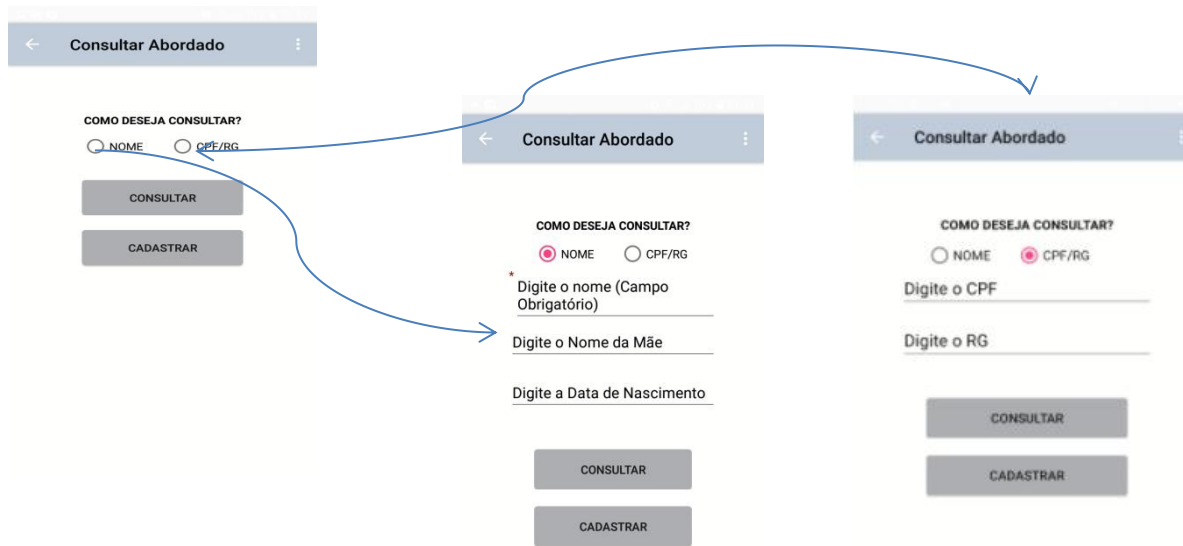 Consultar Abordado
COMO DESEJA CONSULTAR?
NOME CPF/RG
CONSULTAR
CADASTRAR
Consultar Abordado
COMO DESEJA CONSULTAR?
NOME CPF/RG
* Digite o nome (Campo
Obrigatório)
Digite o Nome da Mãe
Digite a Data de Nascimento
CONSULTAR
CADASTRAR
Consultar Abordado
COMO DESEJA CONSULTAR?
NOME CPF/RG
Digite o CPF
Digite o RG
CONSULTAR
CADASTRAR